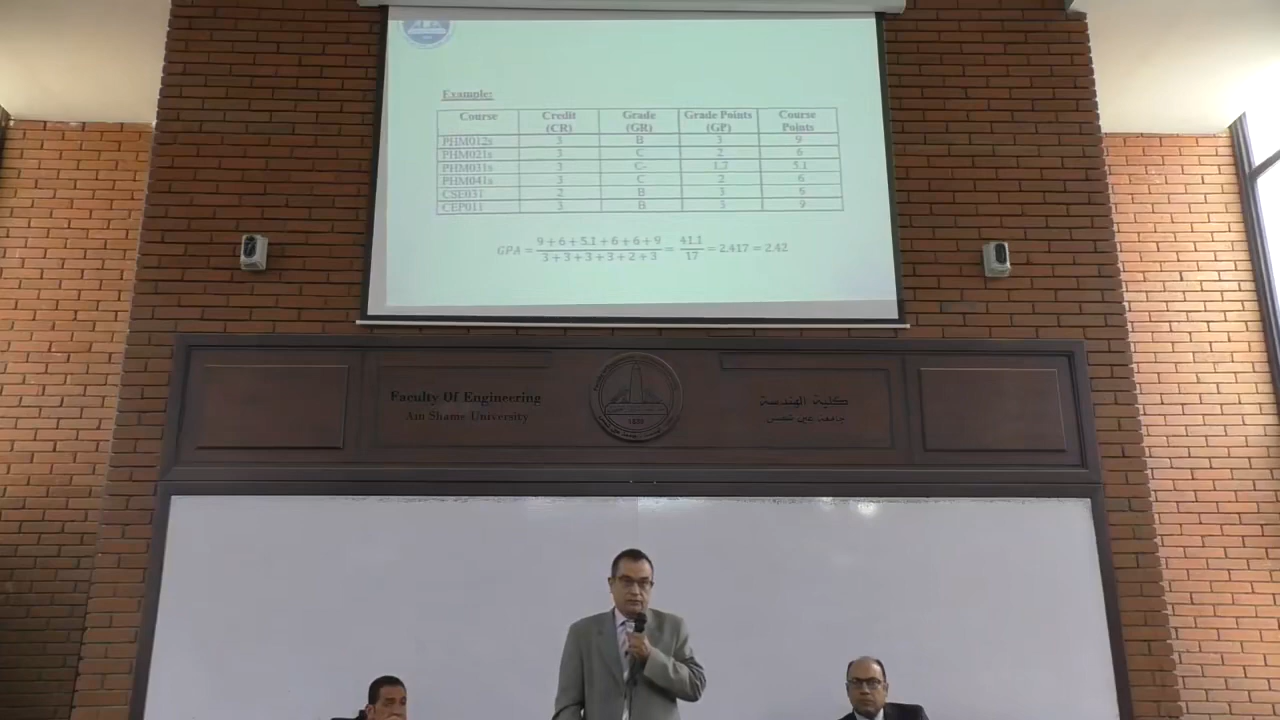 Example:
Course Credit (CR) Grade (GR) Grade Points (GP) Course Points
PHM012s 3 B 3 9
PHM021s 3 C 2 6
PHM031s 3 C- 1.7 5.1
PHM041s 3 C 2 6
CSE031 2 B 3 6
CEP011 3 B 3 9
GPA = 9 + 6 + 5.1 + 6 + 6 + 9 / 3 + 3 + 3 + 3 + 2 + 3 = 41.1 / 17 = 2.417 = 2.42
Faculty Of Engineering
Ain Shams University
كلية الهندسة
جامعة عين شمس
1839